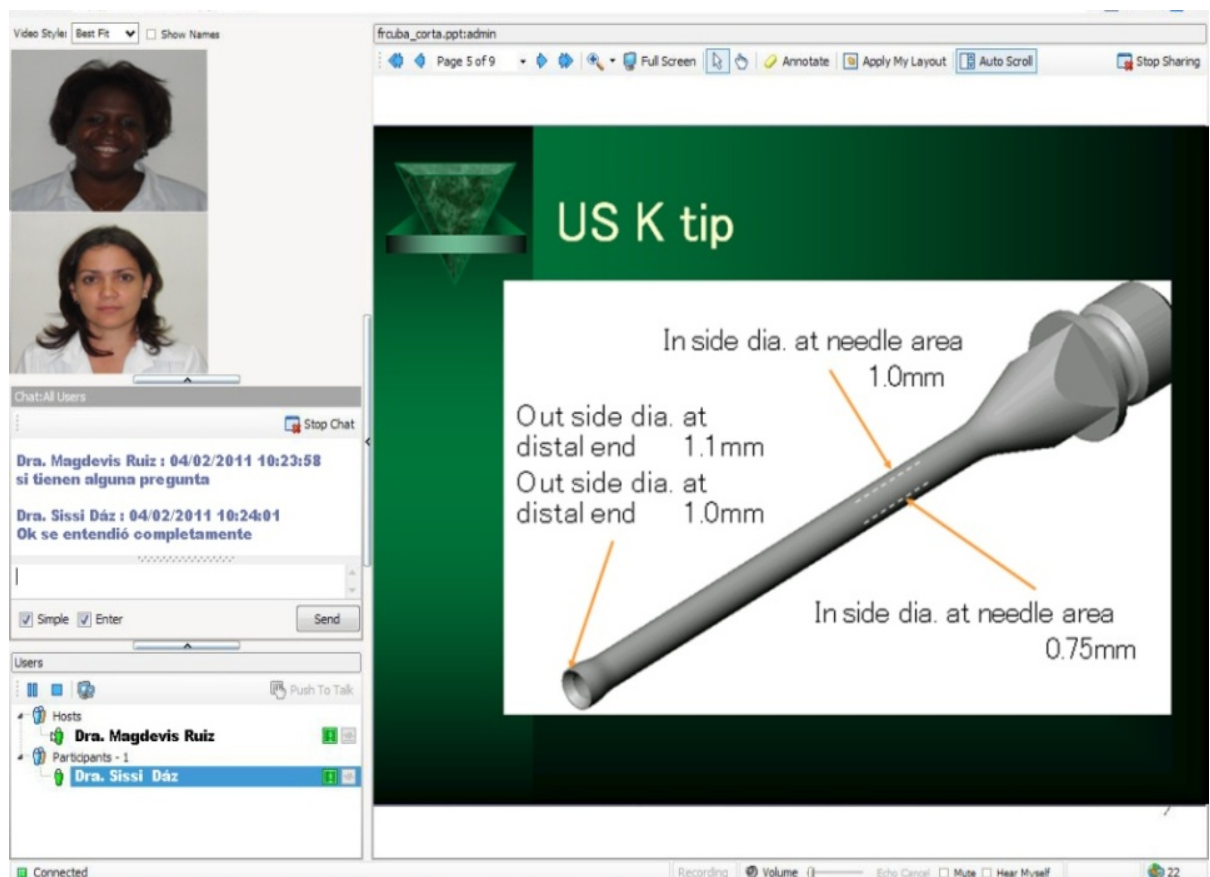 Video Style: Best Fit Show Names
frcuba_corta.ppt:admin
Page 5 of 9 Full Screen Annotate Apply My Layout Auto Scroll Stop Sharing
US K tip
In side dia. at needle area
1.0mm
Out side dia. at
distal end 1.1mm
Out side dia. at
distal end 1.0mm
In side dia. at needle area
0.75mm
Chat:All Users
Stop Chat
Dra. Magdevis Ruiz : 04/02/2011 10:23:58
si tienen alguna pregunta
Dra. Sissi Dáz : 04/02/2011 10:24:01
Ok se entendió completamente
Simple Enter Send
Users
Push To Talk
Hosts
Dra. Magdevis Ruiz
Participants - 1
Dra. Sissi Dáz
Connected
Recording Volume Echo Cancel Mute Hear Myself 22